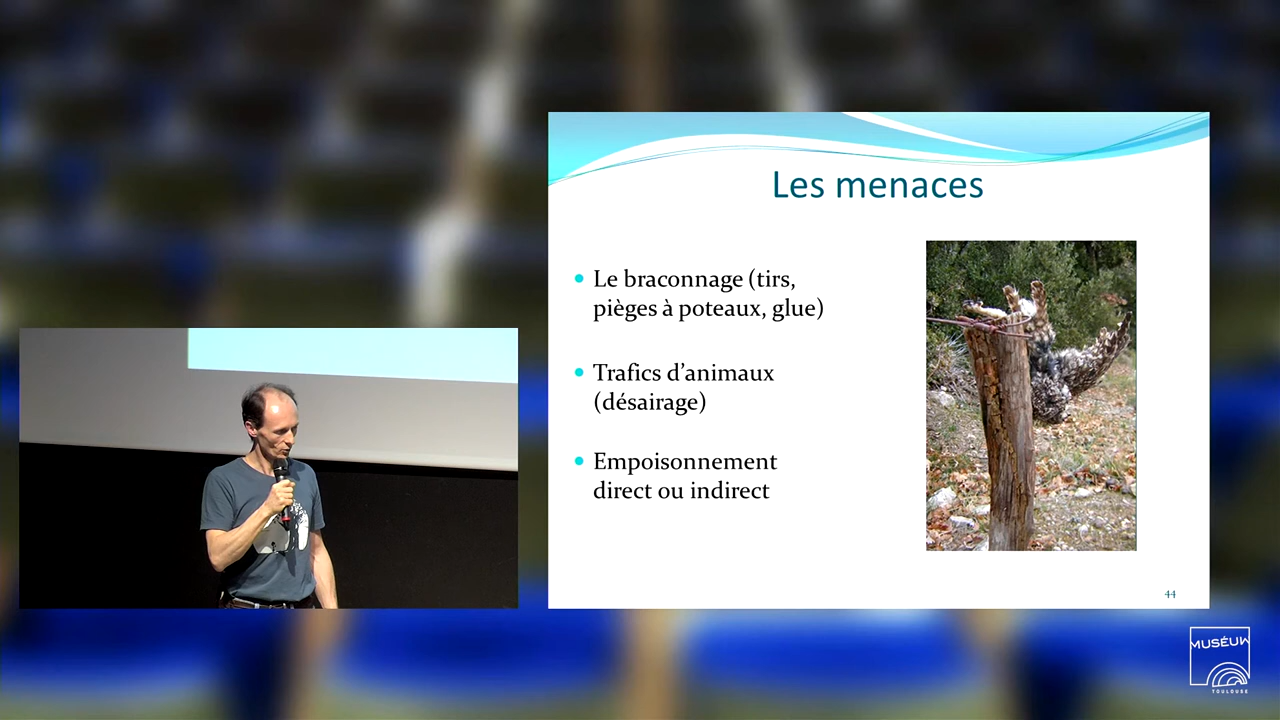 Les menaces
Le braconnage (tirs,
pièges à poteaux, glue)
Trafics d’animaux
(désairage)
Empoisonnement
direct ou indirect
44
MUSÉUM
TOULOUSE